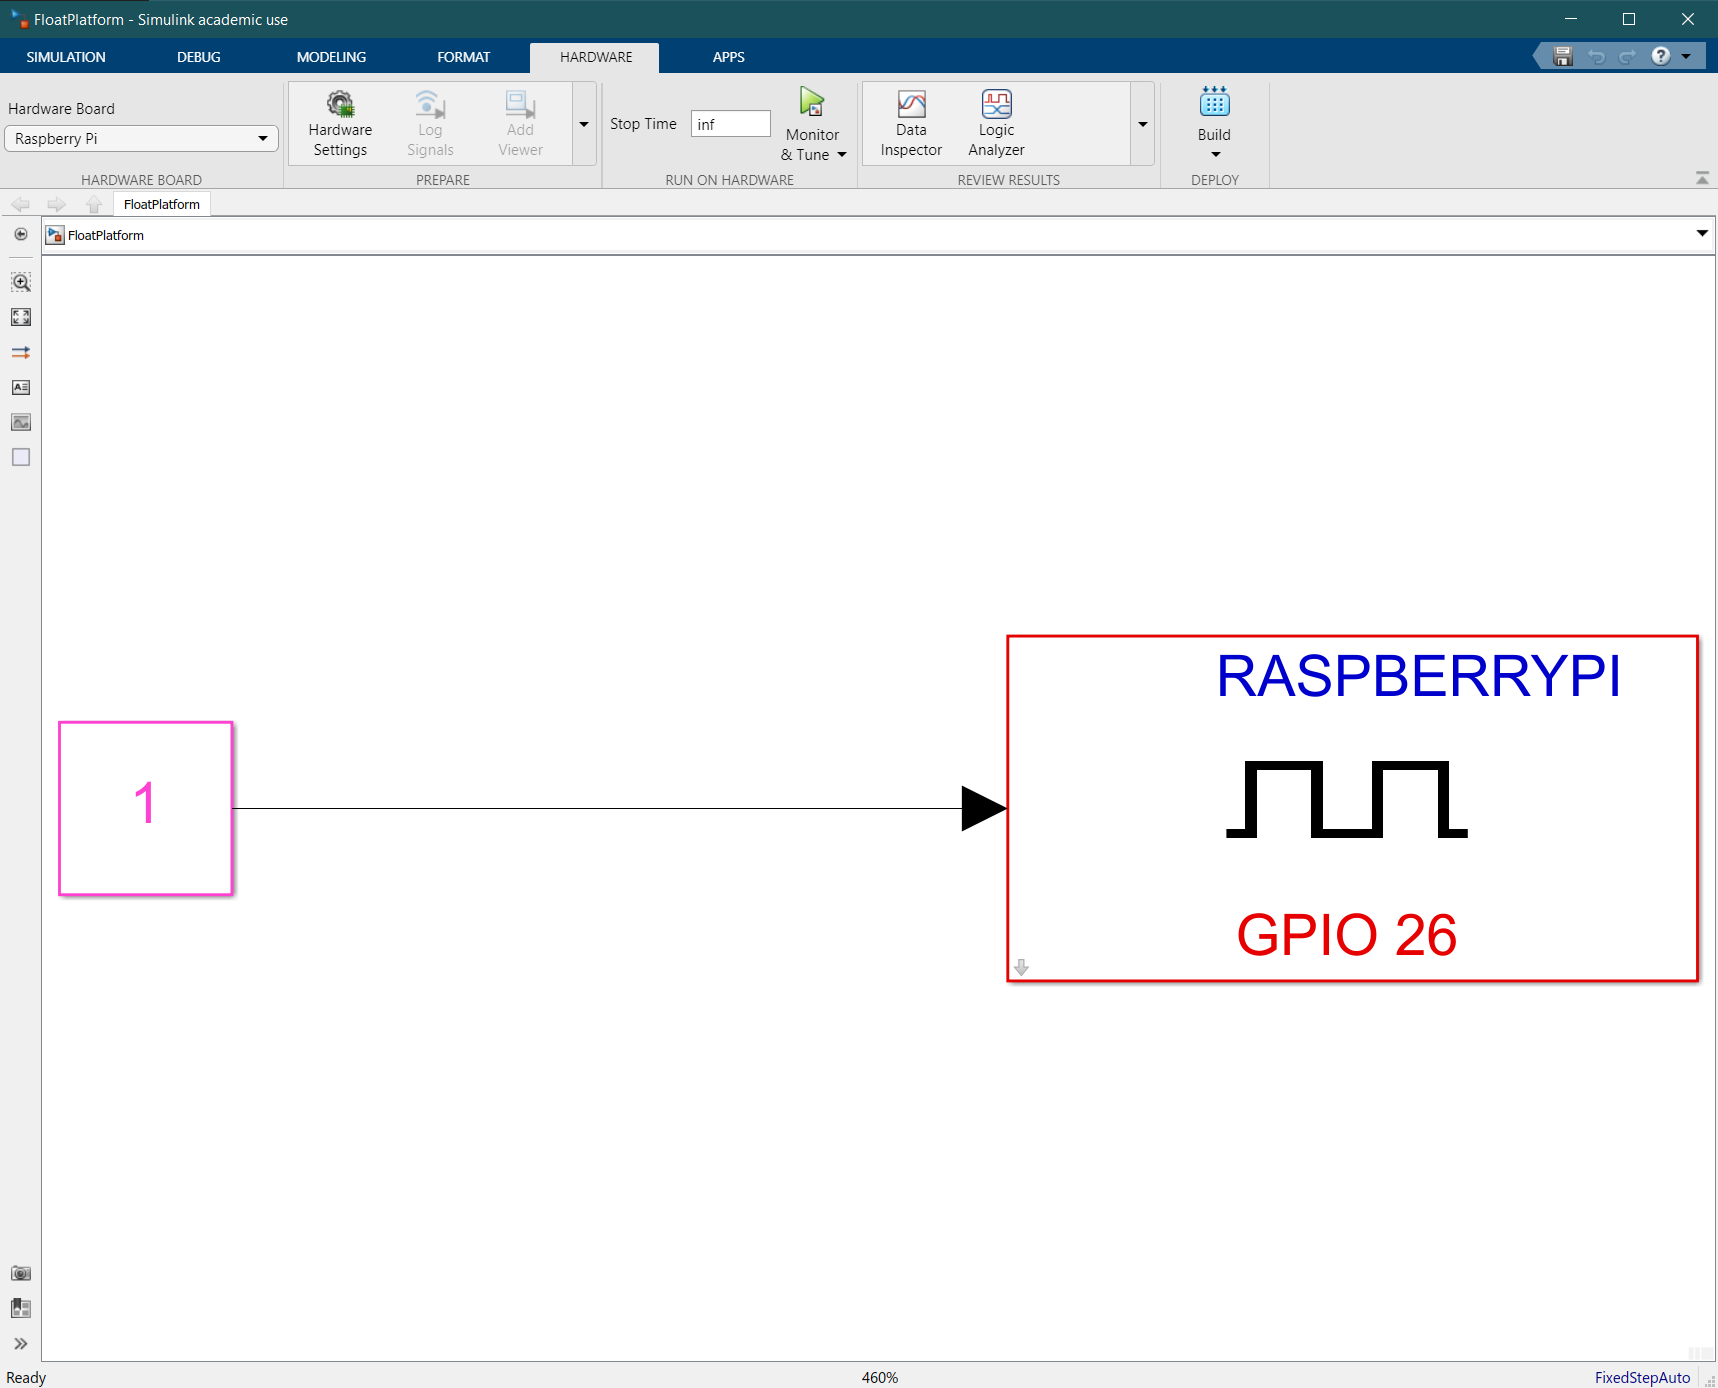 FloatPlatform - Simulink academic use
SIMULATION DEBUG MODELING FORMAT HARDWARE APPS
Hardware Board
Raspberry Pi
HARDWARE BOARD
Hardware
Settings
Log
Signals
Add
Viewer
PREPARE
Stop Time inf
Monitor
& Tune
RUN ON HARDWARE
Data
Inspector
Logic
Analyzer
REVIEW RESULTS
Build
DEPLOY
FloatPlatform
FloatPlatform
RASPBERRYPI
1
GPIO 26
Ready 460% FixedStepAuto